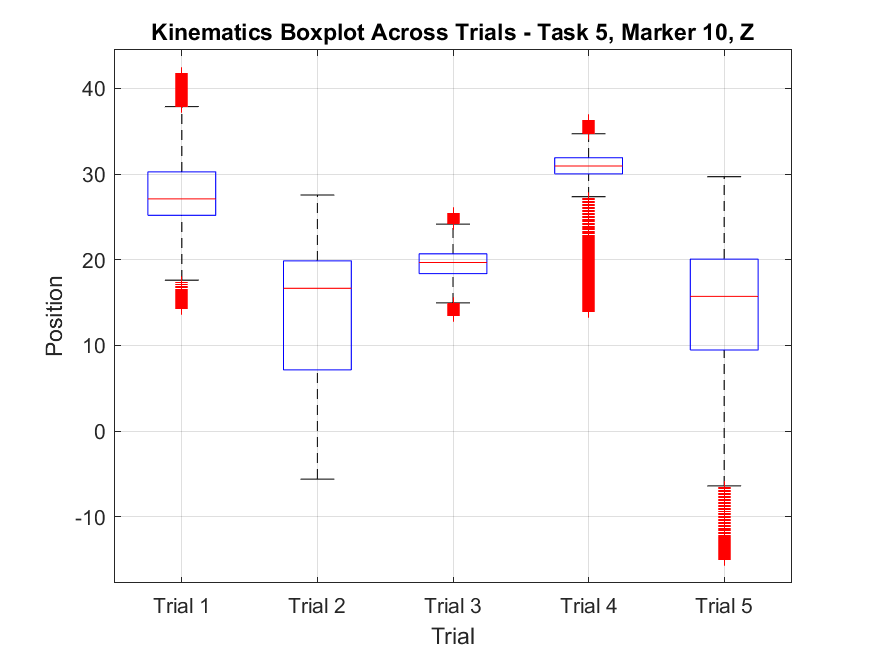 Kinematics Boxplot Across Trials - Task 5, Marker 10, Z
40
30
20
10
0
-10
Position
Trial 1 Trial 2 Trial 3 Trial 4 Trial 5
Trial